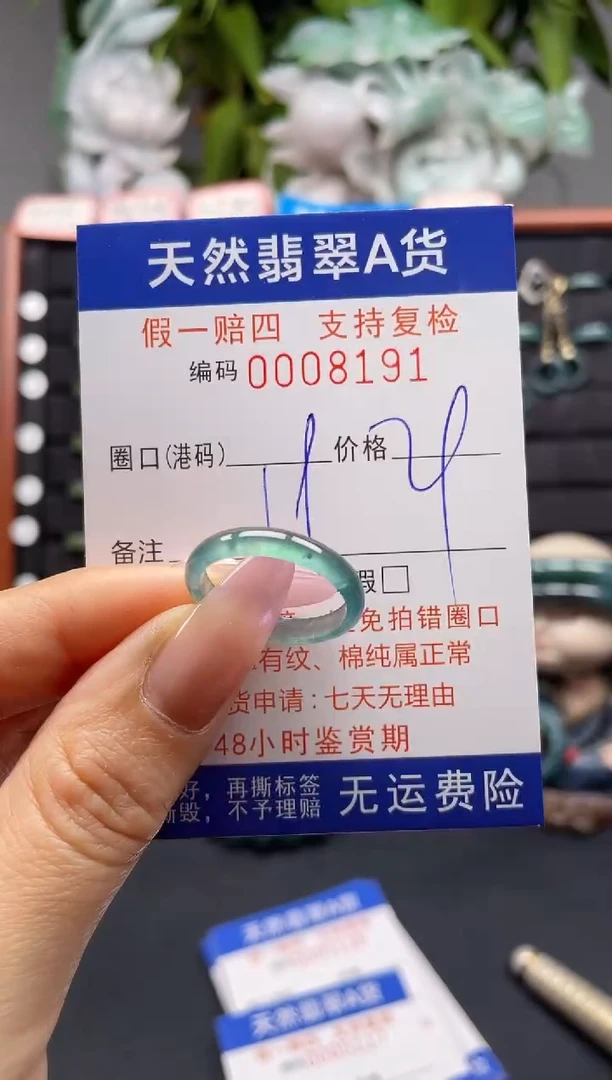 天然翡翠A货
假一赔四 支持复检
编码 0008191
圈口(港码) 价格
备注
假□
免拍错圈口
有纹、棉纯属正常
货申请:七天无理由
48小时鉴赏期
好,再撕标签
撕毁,不予理赔
无运费险
天然翡翠A货
天然翡翠A货